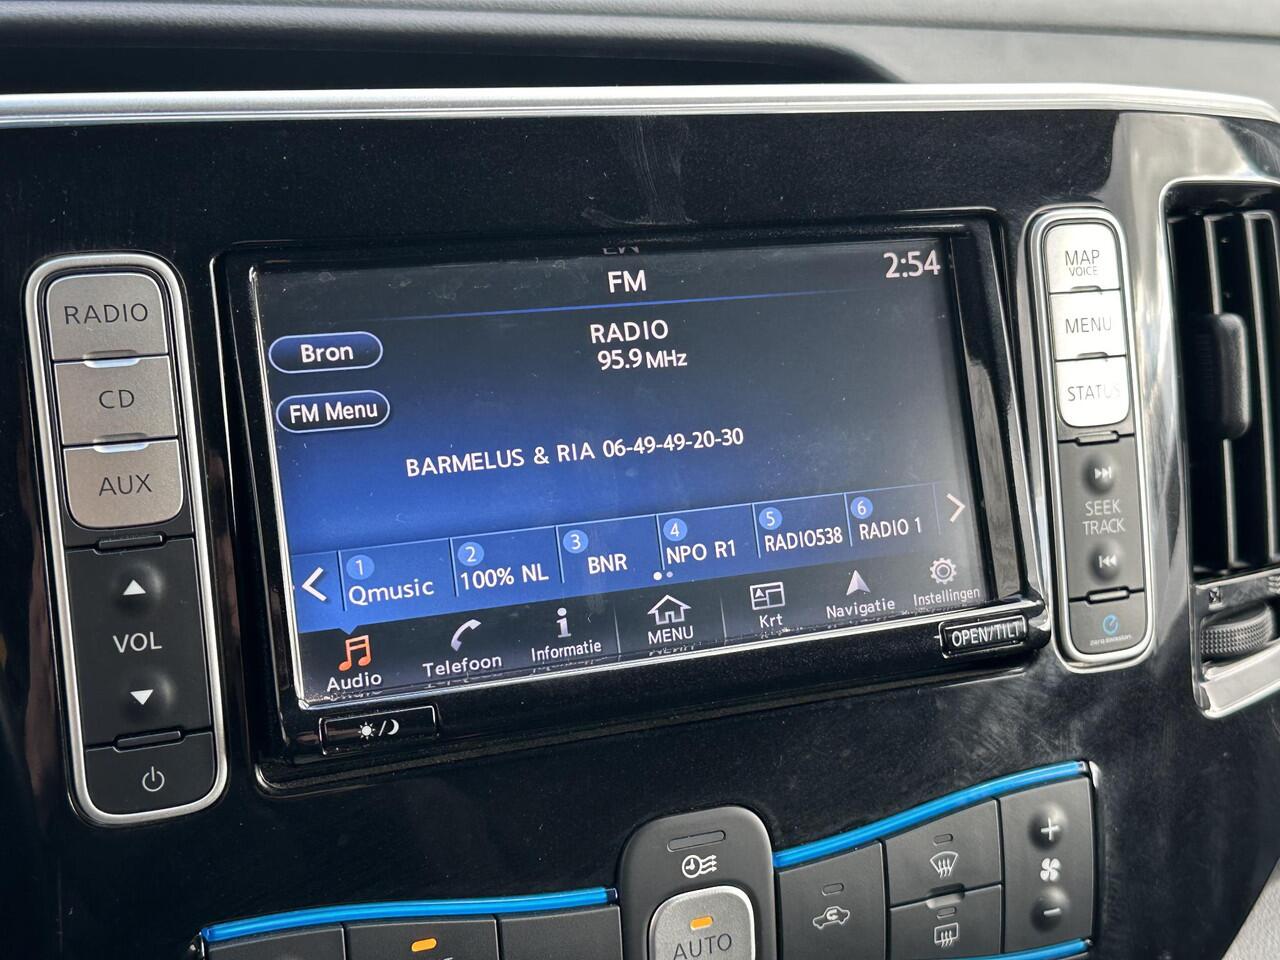 FM
2:54
Bron
RADIO
95.9 MHz
FM Menu
BARMELUS & RIA 06-49-49-20-30
1 Qmusic
2 100% NL
3 BNR
4 NPO R1
5 RADIO538
6 RADIO 1
Audio
Telefoon
Informatie
MENU
Krt
Navigatie
Instellingen
RADIO
CD
AUX
VOL
MAP
VOICE
MENU
STATUS
SEEK
TRACK
zero emission
OPEN/TILT
AUTO